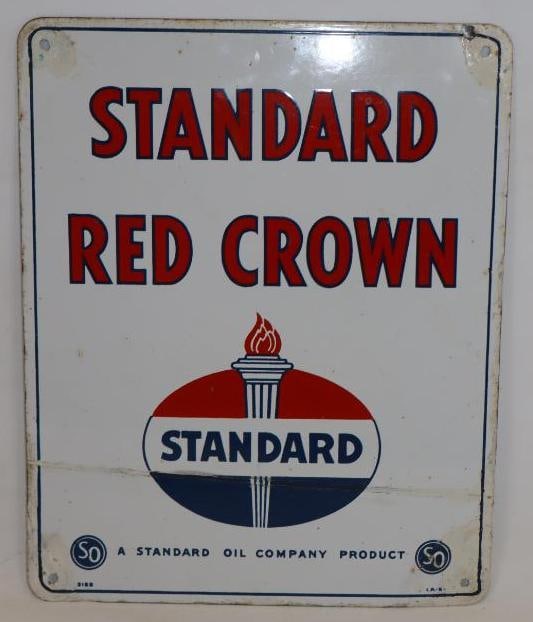 STANDARD
RED CROWN
STANDARD
SO A STANDARD OIL COMPANY PRODUCT SO